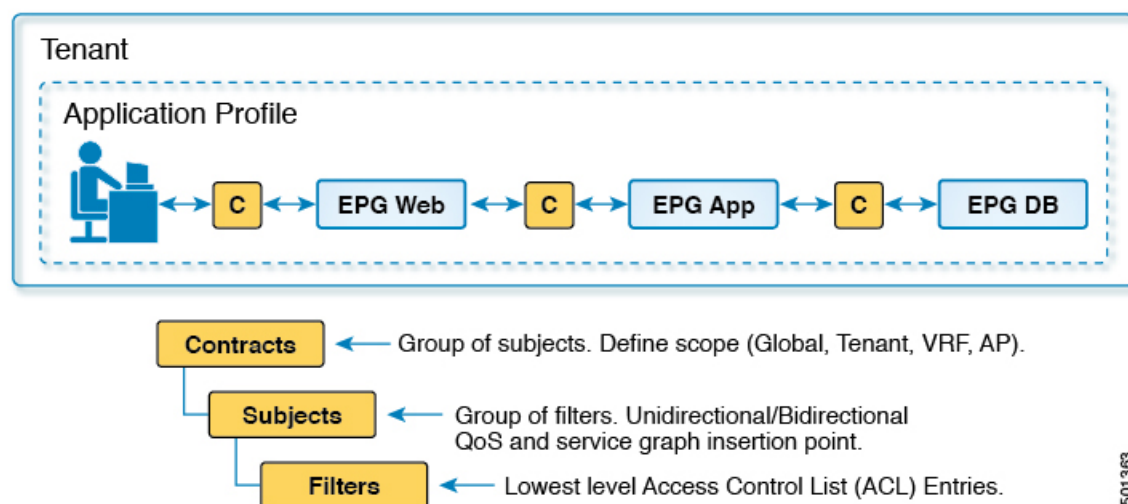 Tenant
Application Profile
C
EPG Web
C
EPG App
C
EPG DB
Contracts
Group of subjects. Define scope (Global, Tenant, VRF, AP).
Subjects
Group of filters. Unidirectional/Bidirectional
QoS and service graph insertion point.
Filters
Lowest level Access Control List (ACL) Entries.
501363